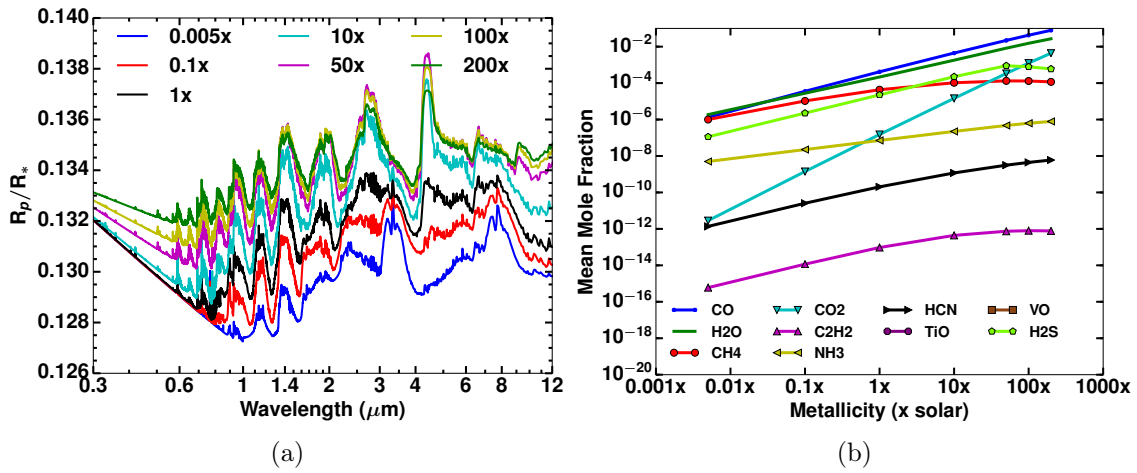 0.140
0.138
0.136
0.134
0.132
0.130
0.128
0.126
R_p/R_*
0.005x 10x 100x
0.1x 50x 200x
1x
0.3 0.6 1 1.4 2 3 4 6 8 12
Wavelength (μm)
(a)
10^−2
10^−4
10^−6
10^−8
10^−10
10^−12
10^−14
10^−16
10^−18
10^−20
Mean Mole Fraction
CO CO2 HCN VO
H2O C2H2 TiO H2S
CH4 NH3
0.001x 0.01x 0.1x 1x 10x 100x 1000x
Metallicity (x solar)
(b)